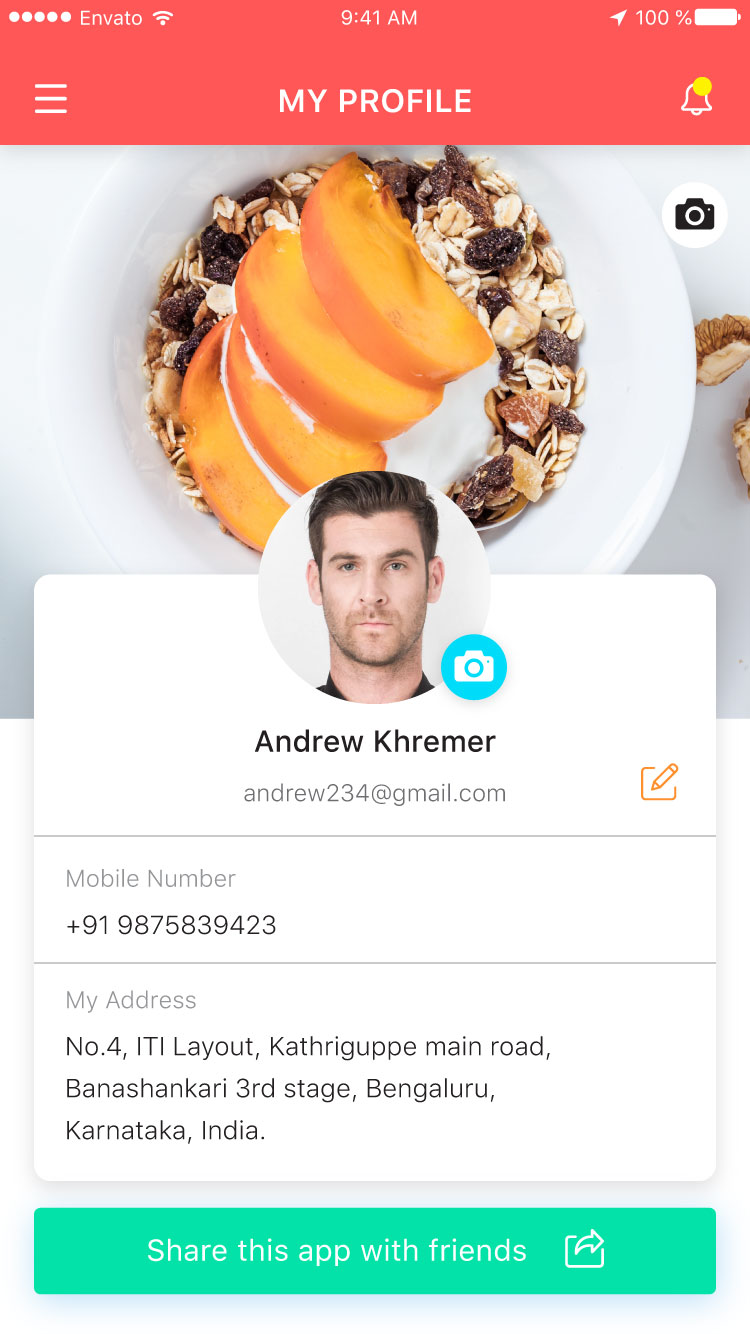 Envato 9:41 AM 100 %
MY PROFILE
Andrew Khremer
andrew234@gmail.com
Mobile Number
+91 9875839423
My Address
No.4, ITI Layout, Kathriguppe main road,
Banashankari 3rd stage, Bengaluru,
Karnataka, India.
Share this app with friends